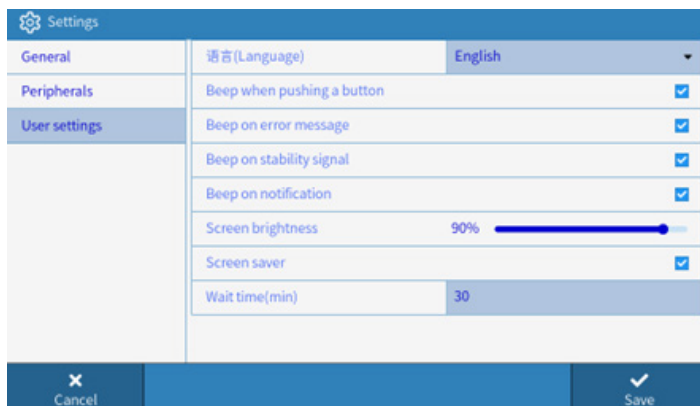 Settings
General
Peripherals
User settings
语言(Language) English
Beep when pushing a button
Beep on error message
Beep on stability signal
Beep on notification
Screen brightness 90%
Screen saver
Wait time(min) 30
Cancel
Save